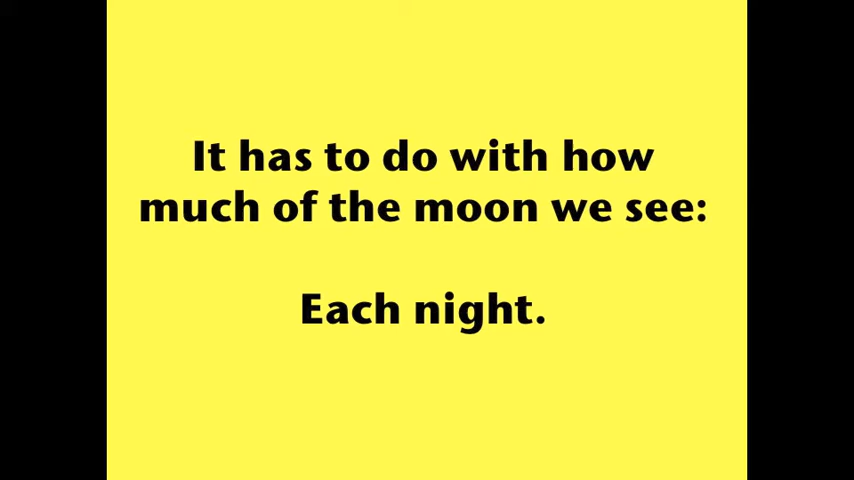 It has to do with how
much of the moon we see:
Each night.